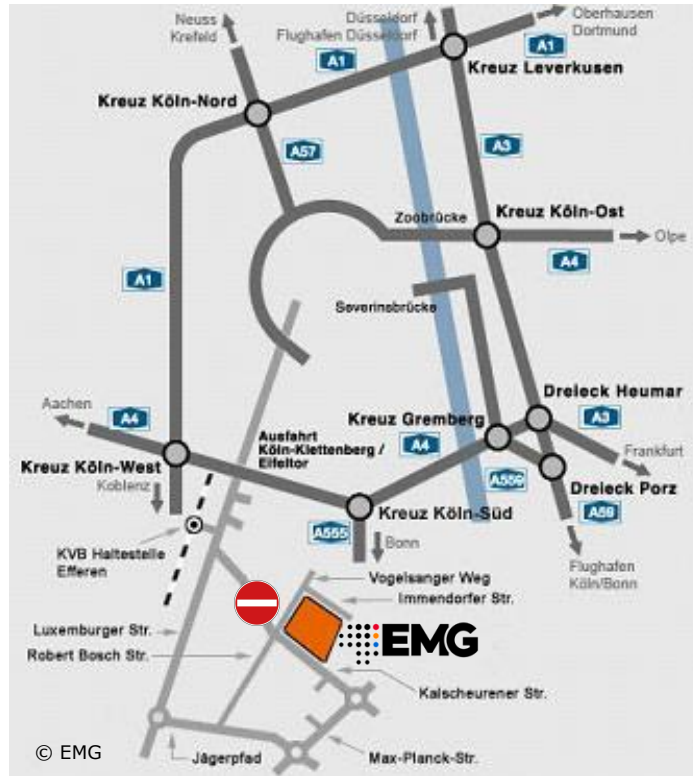 Neuss
Krefeld
Düsseldorf
Flughafen Düsseldorf
Oberhausen
Dortmund
A1
A1
Kreuz Leverkusen
Kreuz Köln-Nord
A57
A3
Zoobrücke
Kreuz Köln-Ost
Olpe
A4
A1
Severinsbrücke
Dreieck Heumar
Aachen
A4
Kreuz Gremberg
A3
Ausfahrt
Köln-Klettenberg /
Eifeltor
A4
Frankfurt
Kreuz Köln-West
A559
Dreieck Porz
Koblenz
Kreuz Köln-Süd
A59
A555
Bonn
KVB Haltestelle
Efferen
Flughafen
Köln/Bonn
Vogelsanger Weg
Immendorfer Str.
Luxemburger Str.
EMG
Robert Bosch Str.
Kalscheurener Str.
© EMG
Jägerpfad
Max-Planck-Str.